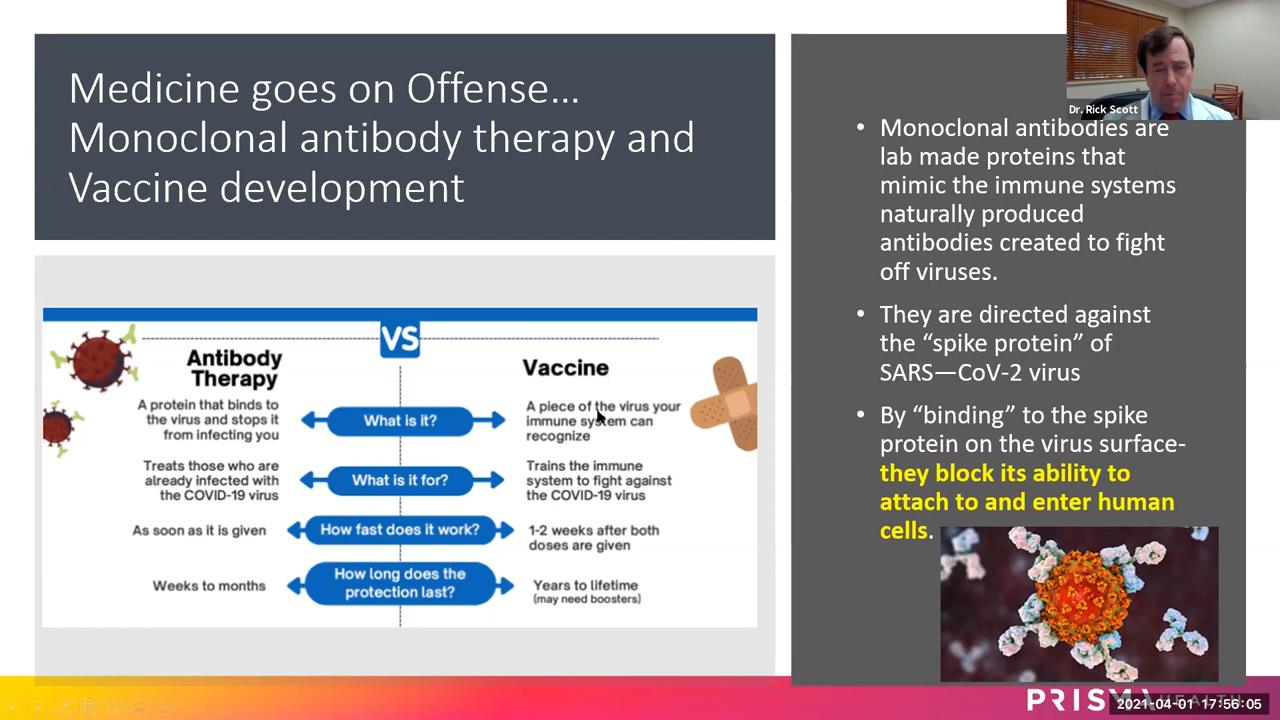 Medicine goes on Offense…
Monoclonal antibody therapy and
Vaccine development
VS
Antibody
Therapy
Vaccine
A protein that binds to
the virus and stops it
from infecting you
What is it?
A piece of the virus your
immune system can
recognize
Treats those who are
already infected with
the COVID-19 virus
What is it for?
Trains the immune
system to fight against
the COVID-19 virus
As soon as it is given
How fast does it work?
1-2 weeks after both
doses are given
Weeks to months
How long does the
protection last?
Years to lifetime
(may need boosters)
Dr. Rick Scott
• Monoclonal antibodies are
lab made proteins that
mimic the immune systems
naturally produced
antibodies created to fight
off viruses.
• They are directed against
the “spike protein” of
SARS—CoV-2 virus
• By “binding” to the spike
protein on the virus surface-
they block its ability to
attach to and enter human
cells.
PRISMA HEALTH
2021-04-01 17:56:05